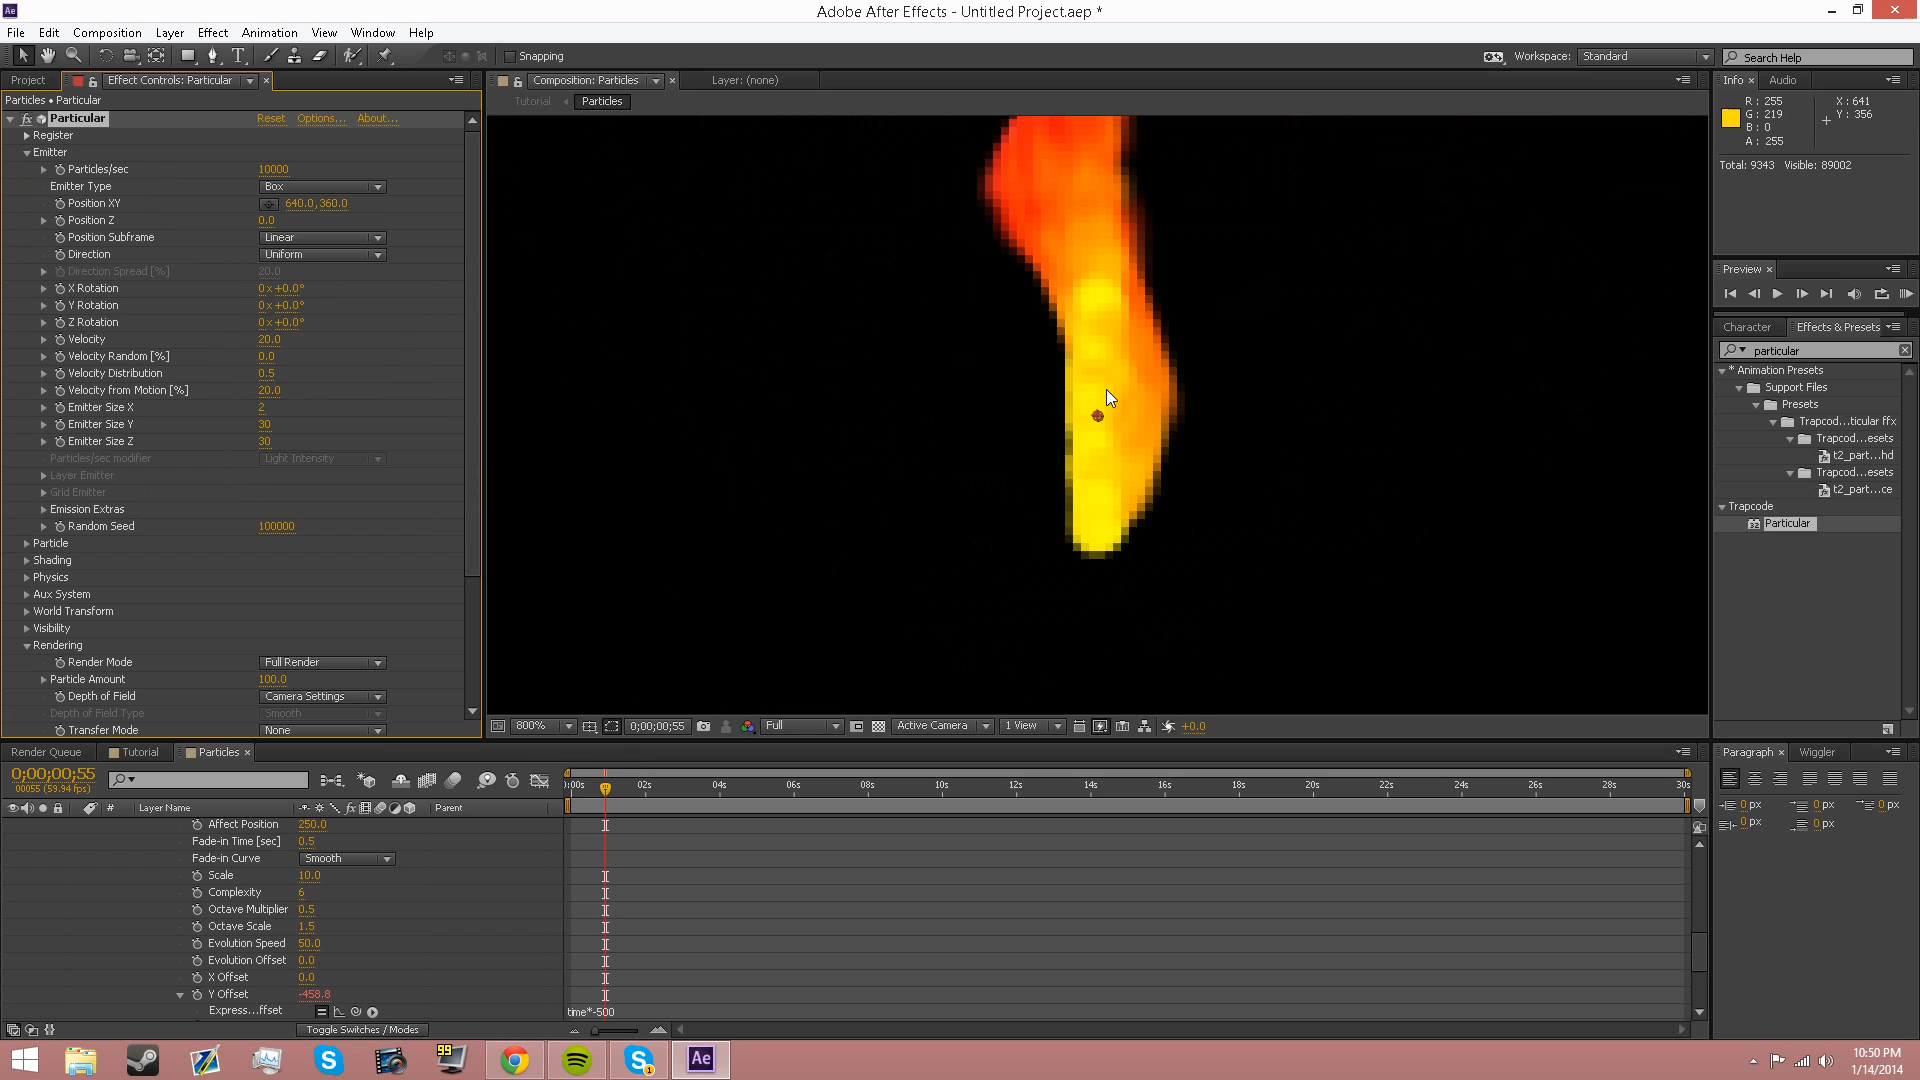 Ae
Adobe After Effects - Untitled Project.aep *
File Edit Composition Layer Effect Animation View Window Help
Snapping
Workspace: Standard
Search Help
Project
Effect Controls: Particular ×
Particles • Particular
fx Particular Reset Options... About...
Register
Emitter
Particles/sec 10000
Emitter Type Box
Position XY 640.0, 360.0
Position Z 0.0
Position Subframe Linear
Direction Uniform
Direction Spread [%] 20.0
X Rotation 0 x +0.0°
Y Rotation 0 x +0.0°
Z Rotation 0 x +0.0°
Velocity 20.0
Velocity Random [%] 0.0
Velocity Distribution 0.5
Velocity from Motion [%] 20.0
Emitter Size X 2
Emitter Size Y 30
Emitter Size Z 30
Particles/sec modifier Light Intensity
Layer Emitter
Grid Emitter
Emission Extras
Random Seed 100000
Particle
Shading
Physics
Aux System
World Transform
Visibility
Rendering
Render Mode Full Render
Particle Amount 100.0
Depth of Field Camera Settings
Depth of Field Type Smooth
Transfer Mode None
Composition: Particles ×
Layer: (none)
Tutorial Particles
800% 0;00;00;55 Full Active Camera 1 View +0.0
Info × Audio
R: 255
G: 219
B: 0
A: 255
X: 641
Y: 356
Total: 9343 Visible: 89002
Preview ×
Character Effects & Presets
particular
* Animation Presets
Support Files
Presets
Trapcod...ticular ffx
Trapcod...esets
t2_part...hd
Trapcod...esets
t2_part...ce
Trapcode
32 Particular
Render Queue Tutorial Particles ×
0;00;00;55
00055 (59.94 fps)
# Layer Name fx Parent
Affect Position 250.0
Fade-in Time [sec] 0.5
Fade-in Curve Smooth
Scale 10.0
Complexity 6
Octave Multiplier 0.5
Octave Scale 1.5
Evolution Speed 50.0
Evolution Offset 0.0
X Offset 0.0
Y Offset -458.8
Express...ffset
Toggle Switches / Modes
):00s 02s 04s 06s 08s 10s 12s 14s 16s 18s 20s 22s 24s 26s 28s 30s
time*-500
Paragraph × Wiggler
0 px 0 px 0 px
0 px 0 px
99
1
Ae
10:50 PM
1/14/2014